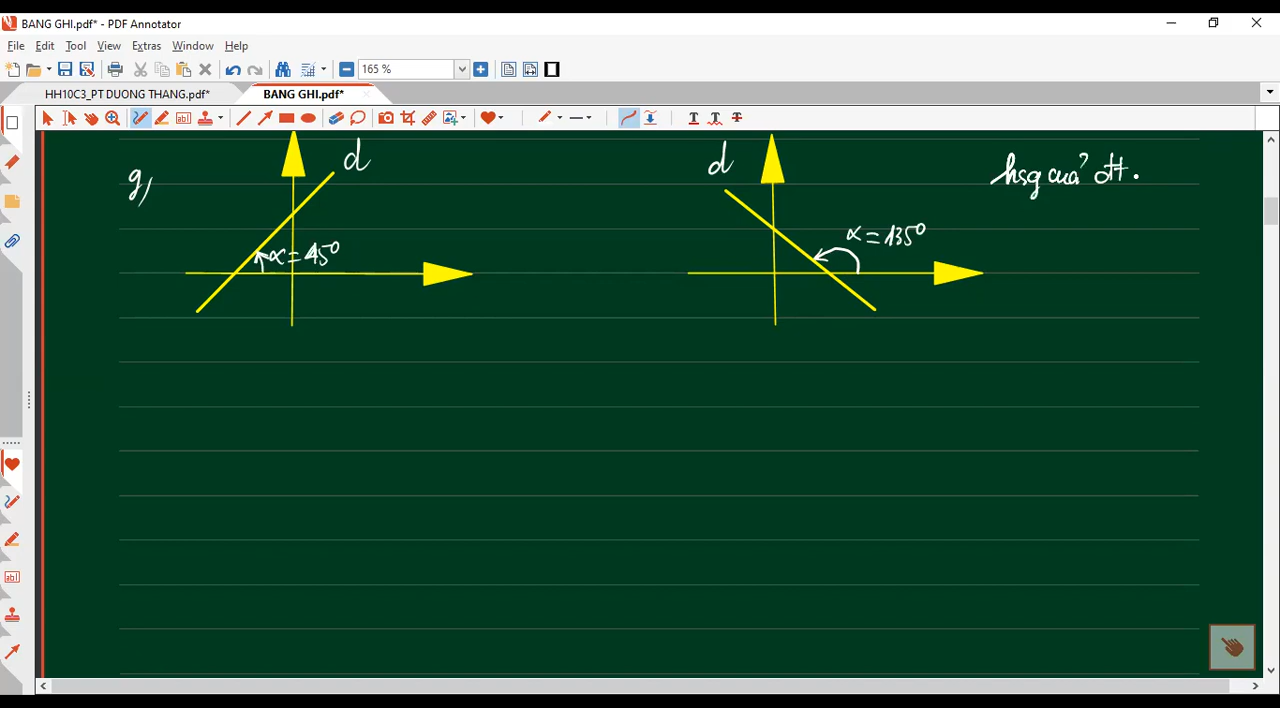 BANG GHI.pdf* - PDF Annotator
File Edit Tool View Extras Window Help
165 %
HH10C3_PT DUONG THANG.pdf* BANG GHI.pdf*
g)
d
α = 45°
d
α = 135°
hsg của đt.